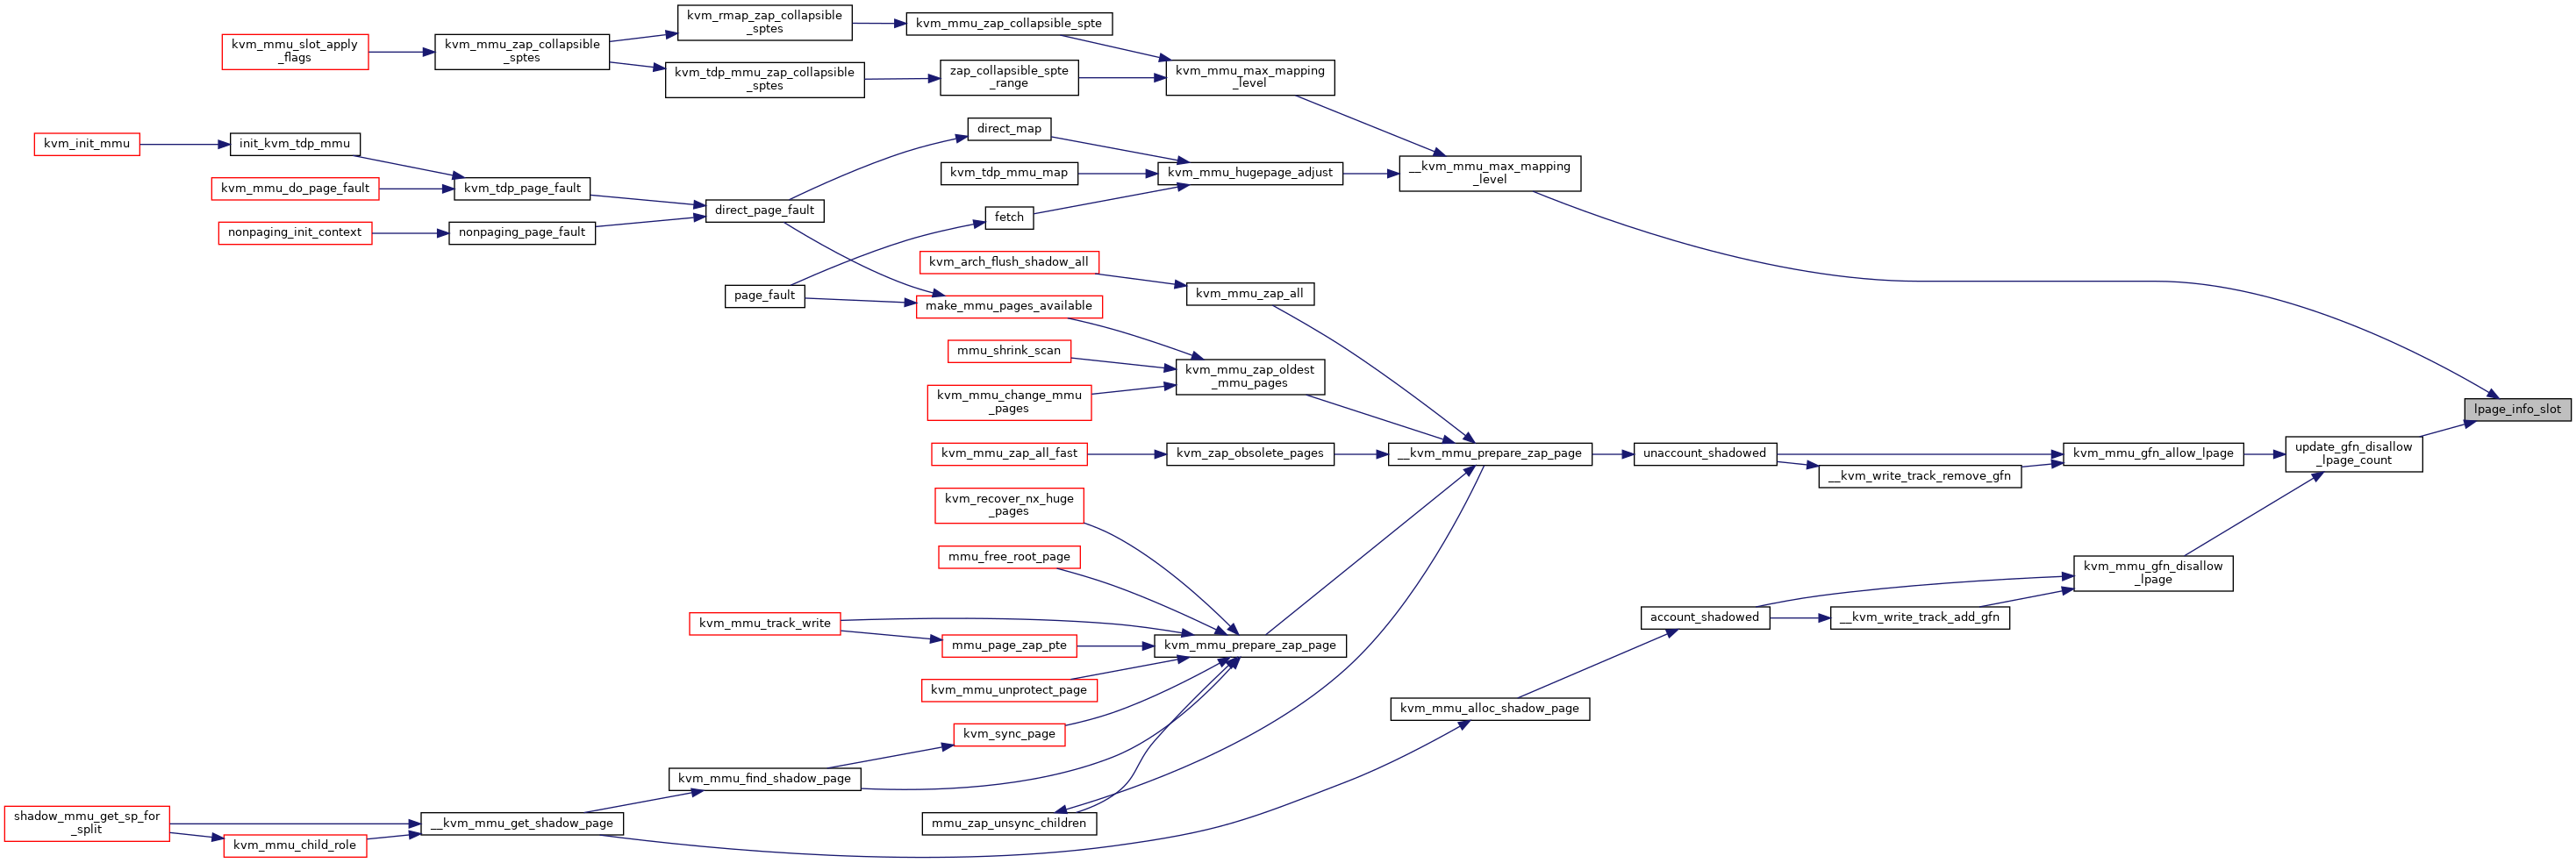 kvm_rmap_zap_collapsible
_sptes
kvm_mmu_zap_collapsible_spte
kvm_mmu_slot_apply
_flags
kvm_mmu_zap_collapsible
_sptes
kvm_tdp_mmu_zap_collapsible
_sptes
zap_collapsible_spte
_range
kvm_mmu_max_mapping
_level
direct_map
kvm_init_mmu
init_kvm_tdp_mmu
kvm_tdp_mmu_map
kvm_mmu_hugepage_adjust
__kvm_mmu_max_mapping
_level
kvm_mmu_do_page_fault
kvm_tdp_page_fault
direct_page_fault
fetch
nonpaging_init_context
nonpaging_page_fault
kvm_arch_flush_shadow_all
page_fault
kvm_mmu_zap_all
make_mmu_pages_available
mmu_shrink_scan
kvm_mmu_zap_oldest
_mmu_pages
kvm_mmu_change_mmu
_pages
lpage_info_slot
kvm_mmu_zap_all_fast
kvm_zap_obsolete_pages
__kvm_mmu_prepare_zap_page
unaccount_shadowed
kvm_mmu_gfn_allow_lpage
update_gfn_disallow
_lpage_count
__kvm_write_track_remove_gfn
kvm_recover_nx_huge
_pages
mmu_free_root_page
kvm_mmu_gfn_disallow
_lpage
kvm_mmu_track_write
account_shadowed
__kvm_write_track_add_gfn
mmu_page_zap_pte
kvm_mmu_prepare_zap_page
kvm_mmu_unprotect_page
kvm_mmu_alloc_shadow_page
kvm_sync_page
kvm_mmu_find_shadow_page
shadow_mmu_get_sp_for
_split
__kvm_mmu_get_shadow_page
mmu_zap_unsync_children
kvm_mmu_child_role